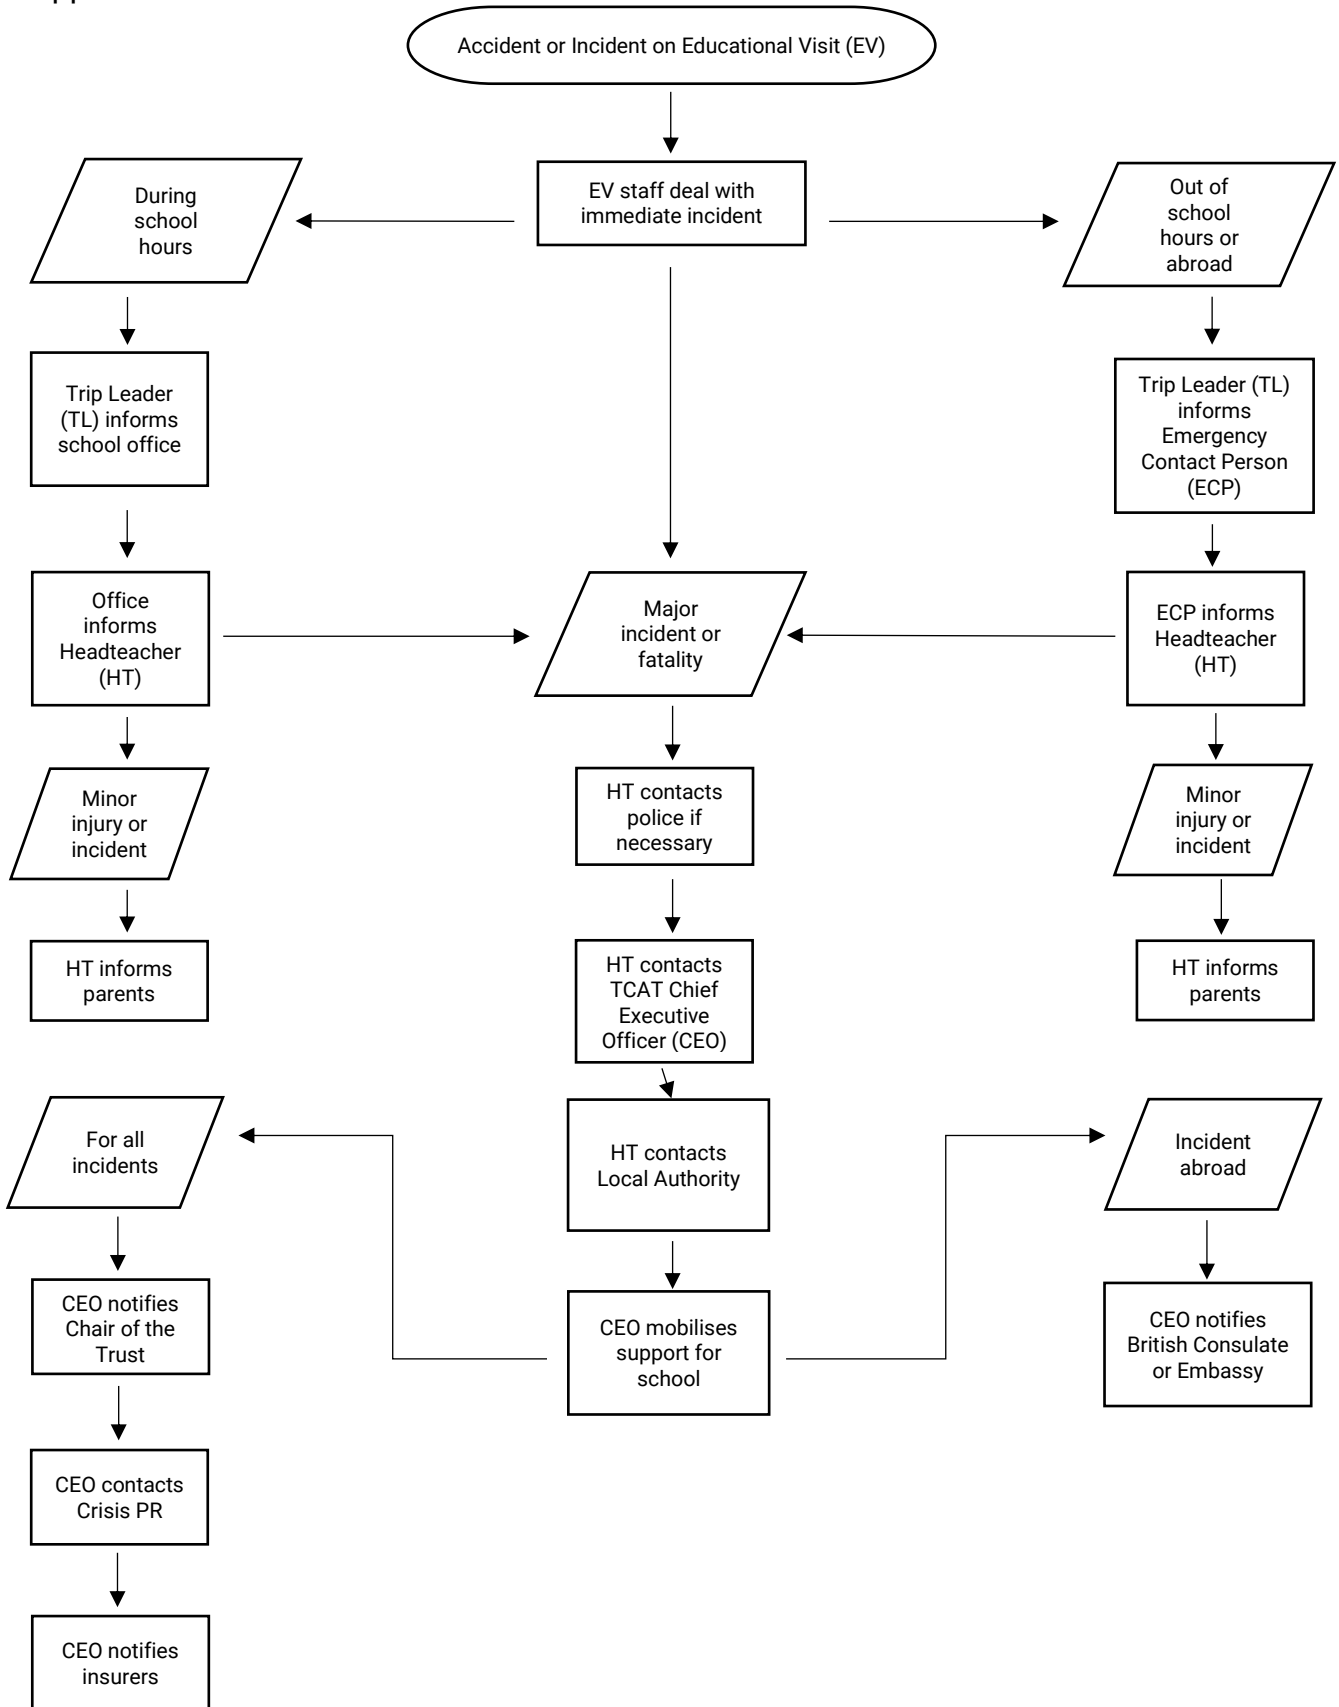 Accident or Incident on Educational Visit (EV)
During
school
hours
EV staff deal with
immediate incident
Out of
school
hours or
abroad
Trip Leader
(TL) informs
school office
Trip Leader (TL)
informs
Emergency
Contact Person
(ECP)
Office
informs
Headteacher
(HT)
Major
incident or
fatality
ECP informs
Headteacher
(HT)
Minor
injury or
incident
HT contacts
police if
necessary
Minor
injury or
incident
HT informs
parents
HT contacts
TCAT Chief
Executive
Officer (CEO)
HT informs
parents
For all
incidents
HT contacts
Local Authority
Incident
abroad
CEO notifies
Chair of the
Trust
CEO mobilises
support for
school
CEO notifies
British Consulate
or Embassy
CEO contacts
Crisis PR
CEO notifies
insurers